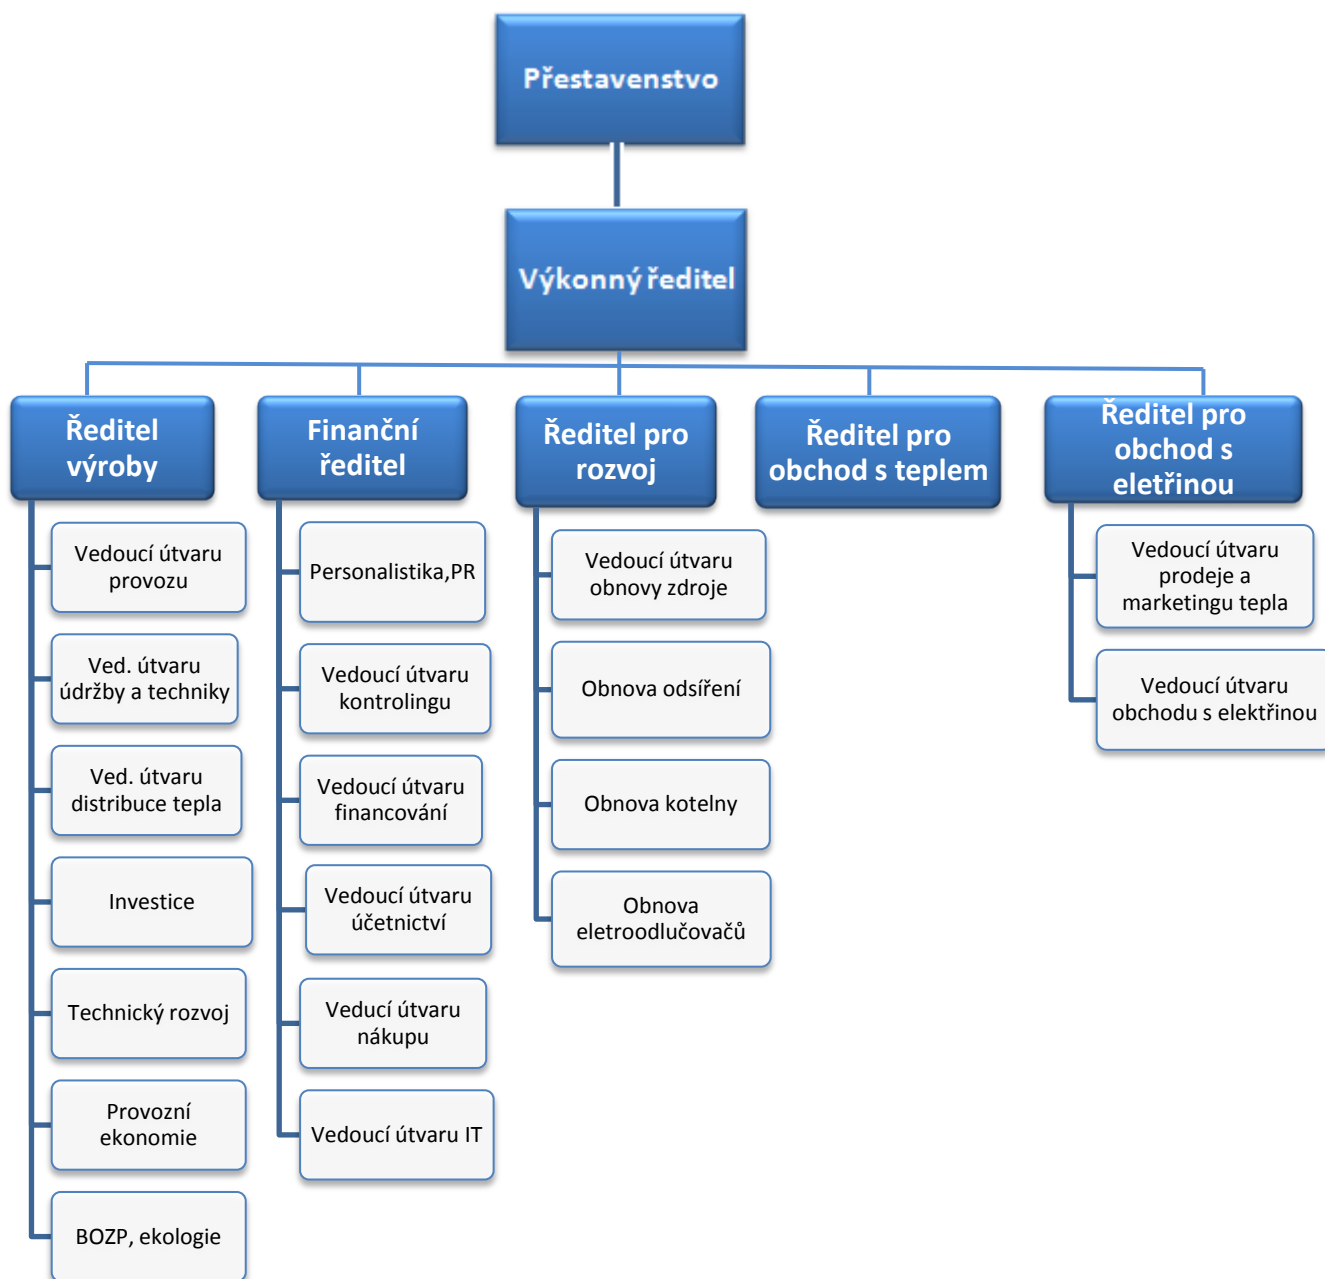 Přestavenstvo
Výkonný ředitel
Ředitel
výroby
Finanční
ředitel
Ředitel pro
rozvoj
Ředitel pro
obchod s teplem
Ředitel pro
obchod s
eletřinou
Vedoucí útvaru
provozu
Ved. útvaru
údržby a techniky
Ved. útvaru
distribuce tepla
Investice
Technický rozvoj
Provozní
ekonomie
BOZP, ekologie
Personalistika,PR
Vedoucí útvaru
kontrolingu
Vedoucí útvaru
financování
Vedoucí útvaru
účetnictví
Veducí útvaru
nákupu
Vedoucí útvaru IT
Vedoucí útvaru
obnovy zdroje
Obnova odsíření
Obnova kotelny
Obnova
eletroodlučovačů
Vedoucí útvaru
prodeje a
marketingu tepla
Vedoucí útvaru
obchodu s elektřinou